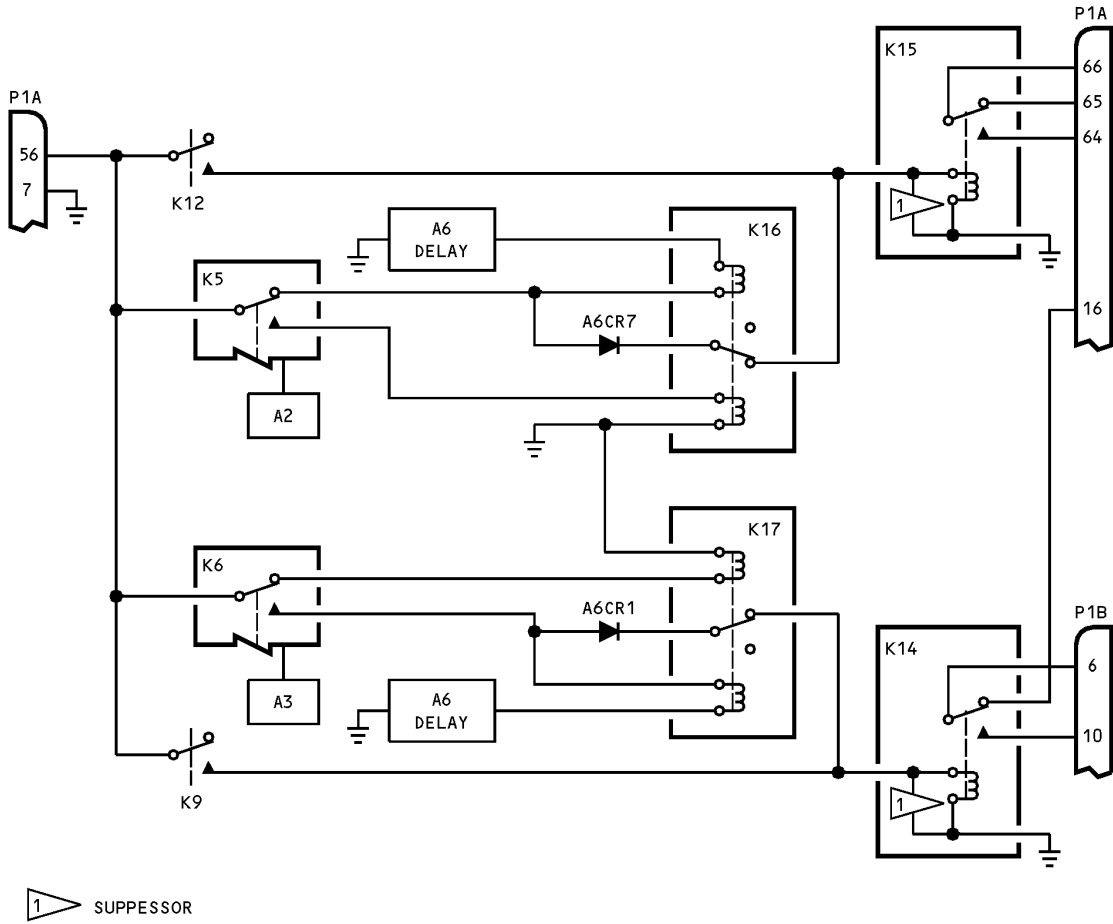 P1A
K15
66
65
64
P1A
56
7
K12
1
A6
DELAY
K16
K5
A6CR7
16
A2
K17
K6
A6CR1
P1B
K14
6
A3
A6
DELAY
10
K9
1
1 SUPPESSOR